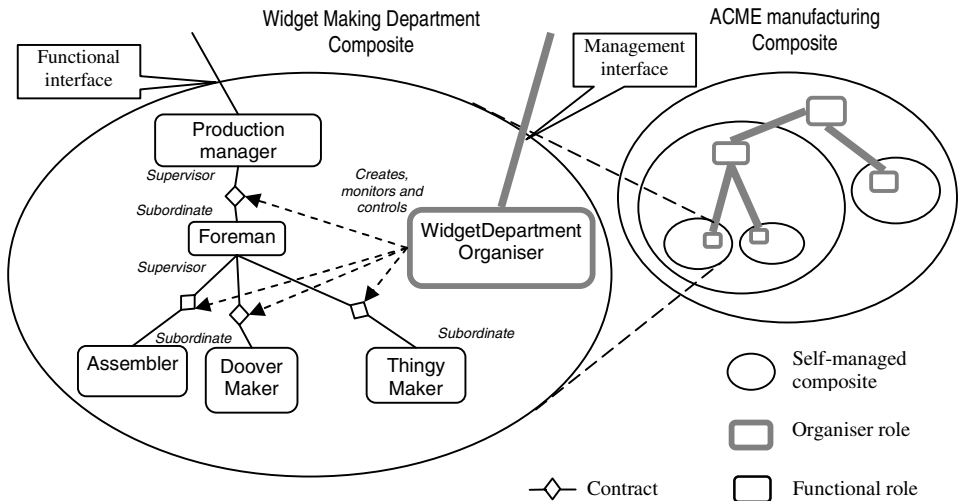 Widget Making Department
Composite
ACME manufacturing
Composite
Functional
interface
Management
interface
Production
manager
Supervisor
Creates,
monitors and
controls
Subordinate
Foreman
WidgetDepartment
Organiser
Supervisor
Subordinate
Subordinate
Assembler
Doover
Maker
Thingy
Maker
Self-managed
composite
Organiser role
Contract
Functional role